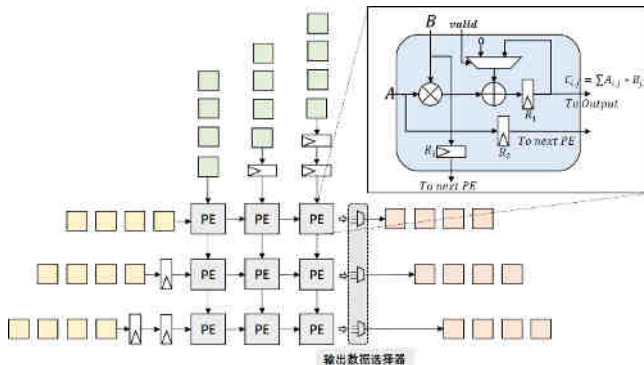 B
valid
0
A
C_{i,j} = ∑A_{i,j} * B_{j,
To Output
R_1
R_2
To next PE
R_3
To next PE
PE PE PE
PE PE PE
PE PE PE
输出数据选择器